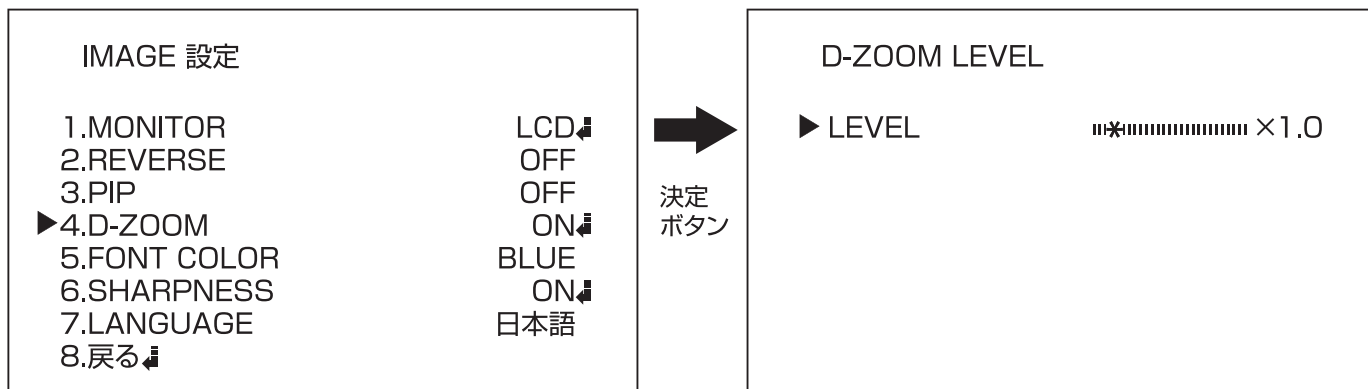 IMAGE 設定
1.MONITOR LCD↲
2.REVERSE OFF
3.PIP OFF
▶4.D-ZOOM ON↲
5.FONT COLOR BLUE
6.SHARPNESS ON↲
7.LANGUAGE 日本語
8.戻る↲
決定
ボタン
D-ZOOM LEVEL
▶ LEVEL ×1.0